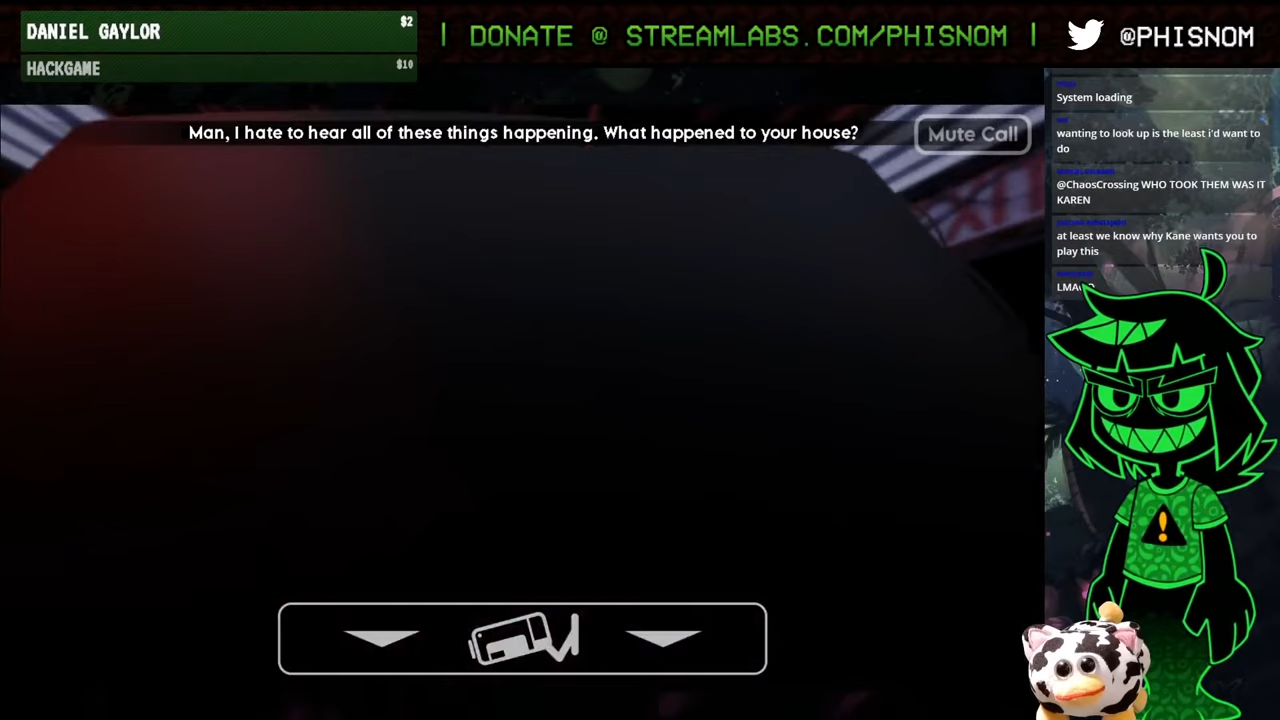 DANIEL GAYLOR
$2
HACKGAME
$10
| DONATE @ STREAMLABS.COM/PHISNOM |
@PHISNOM
Man, I hate to hear all of these things happening. What happened to your house?
Mute Call
System loading
wanting to look up is the least i'd want to
do
@ChaosCrossing WHO TOOK THEM WAS IT
KAREN
at least we know why Kane wants you to
play this